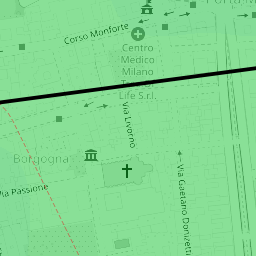 Corso Monforte
Centro
Medico
Milano
Life S.r.l.
Via Livorno
Borgogna
Via Passione
Via Gaetano Donizetti